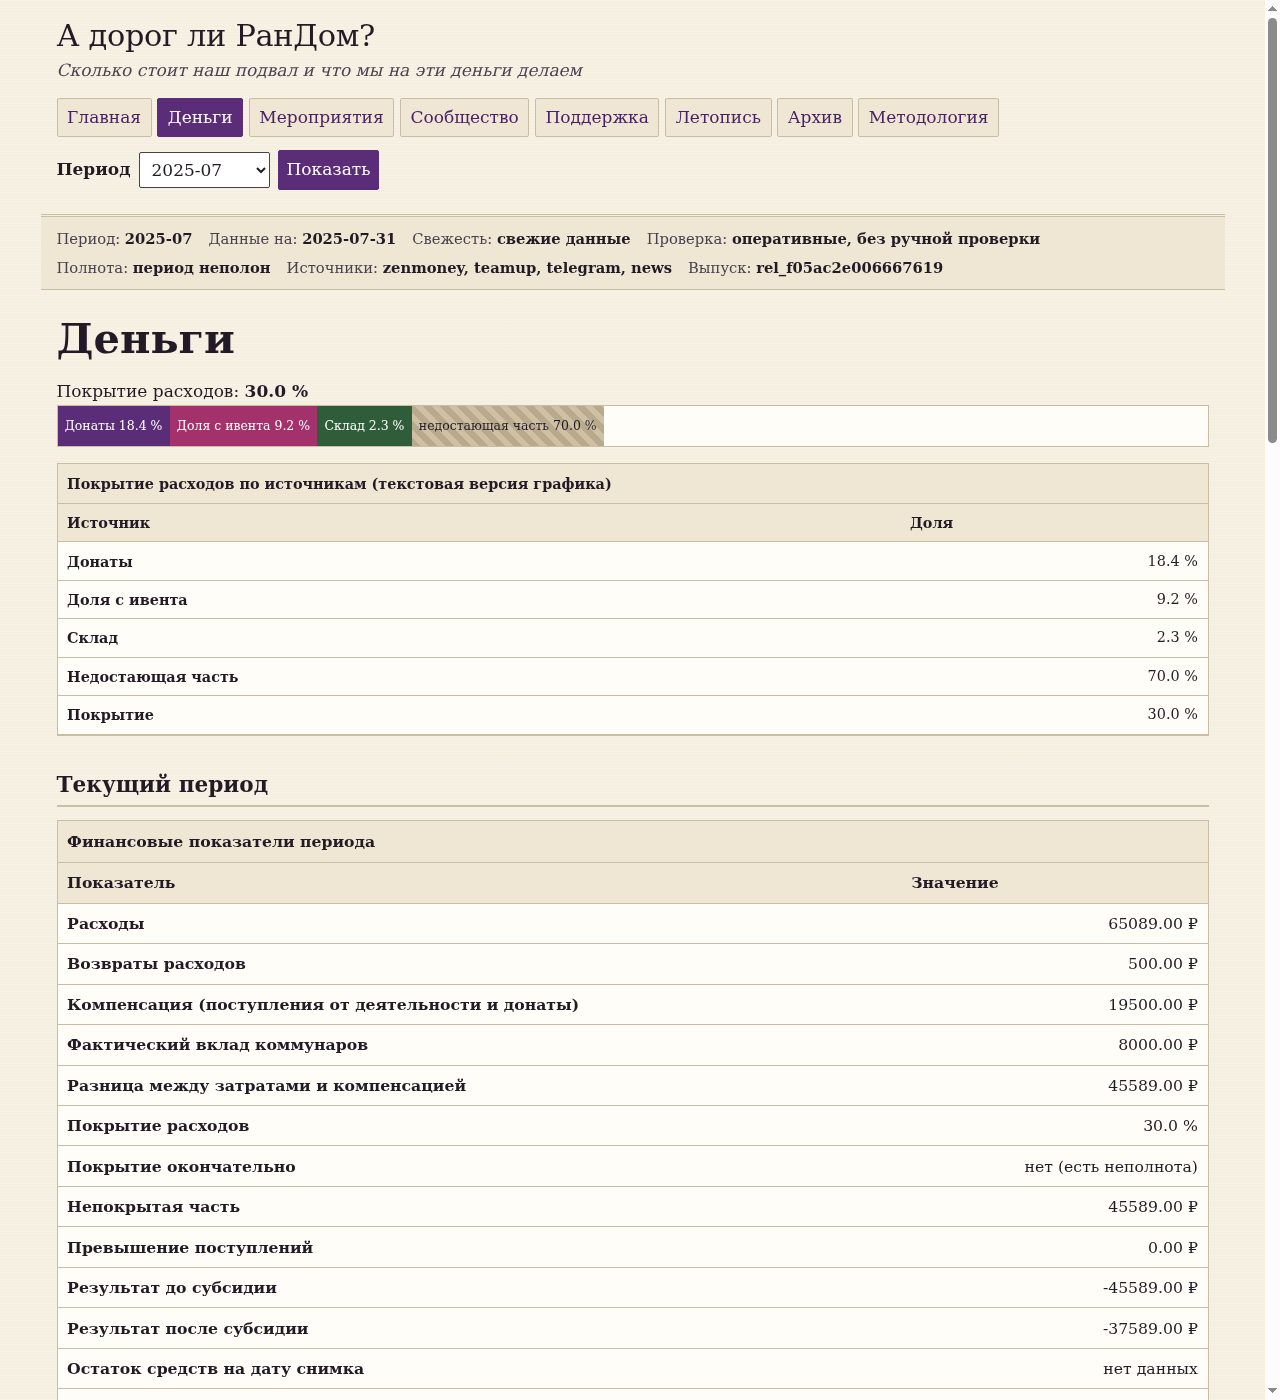 А дорог ли РанДом?
Сколько стоит наш подвал и что мы на эти деньги делаем
Главная Деньги Мероприятия Сообщество Поддержка Летопись Архив Методология
Период 2025-07 Показать
Период: 2025-07 Данные на: 2025-07-31 Свежесть: свежие данные Проверка: оперативные, без ручной проверки
Полнота: период неполон Источники: zenmoney, teamup, telegram, news Выпуск: rel_f05ac2e006667619
Деньги
Покрытие расходов: 30.0 %
Донаты 18.4 % Доля с ивента 9.2 % Склад 2.3 % недостающая часть 70.0 %
Покрытие расходов по источникам (текстовая версия графика)
Источник Доля
Донаты 18.4 %
Доля с ивента 9.2 %
Склад 2.3 %
Недостающая часть 70.0 %
Покрытие 30.0 %
Текущий период
Финансовые показатели периода
Показатель Значение
Расходы 65089.00 ₽
Возвраты расходов 500.00 ₽
Компенсация (поступления от деятельности и донаты) 19500.00 ₽
Фактический вклад коммунаров 8000.00 ₽
Разница между затратами и компенсацией 45589.00 ₽
Покрытие расходов 30.0 %
Покрытие окончательно нет (есть неполнота)
Непокрытая часть 45589.00 ₽
Превышение поступлений 0.00 ₽
Результат до субсидии -45589.00 ₽
Результат после субсидии -37589.00 ₽
Остаток средств на дату снимка нет данных